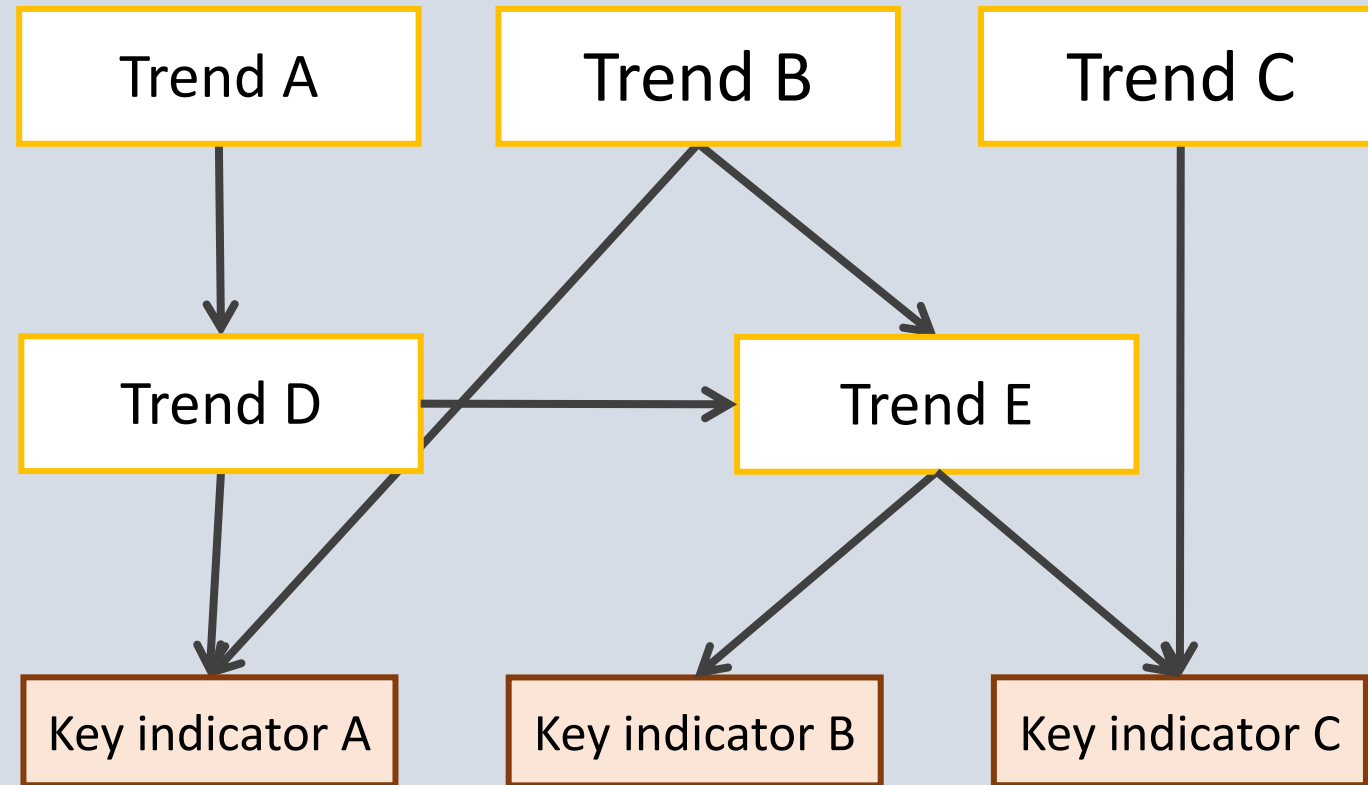 Trend A
Trend B
Trend C
Trend D
Trend E
Key indicator A
Key indicator B
Key indicator C